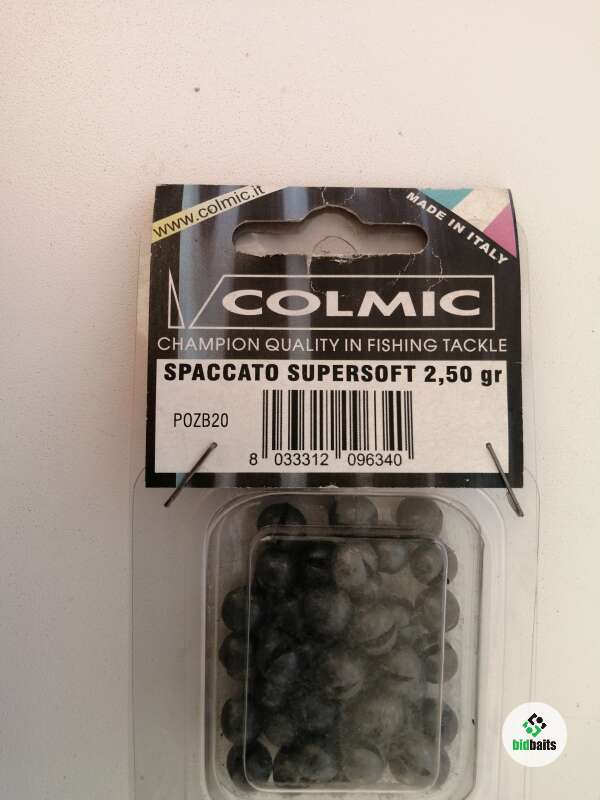 www.colmic.it
MADE IN ITALY
COLMIC
CHAMPION QUALITY IN FISHING TACKLE
SPACCATO SUPERSOFT 2,50 gr
POZB20
8 033312 096340
bidbaits